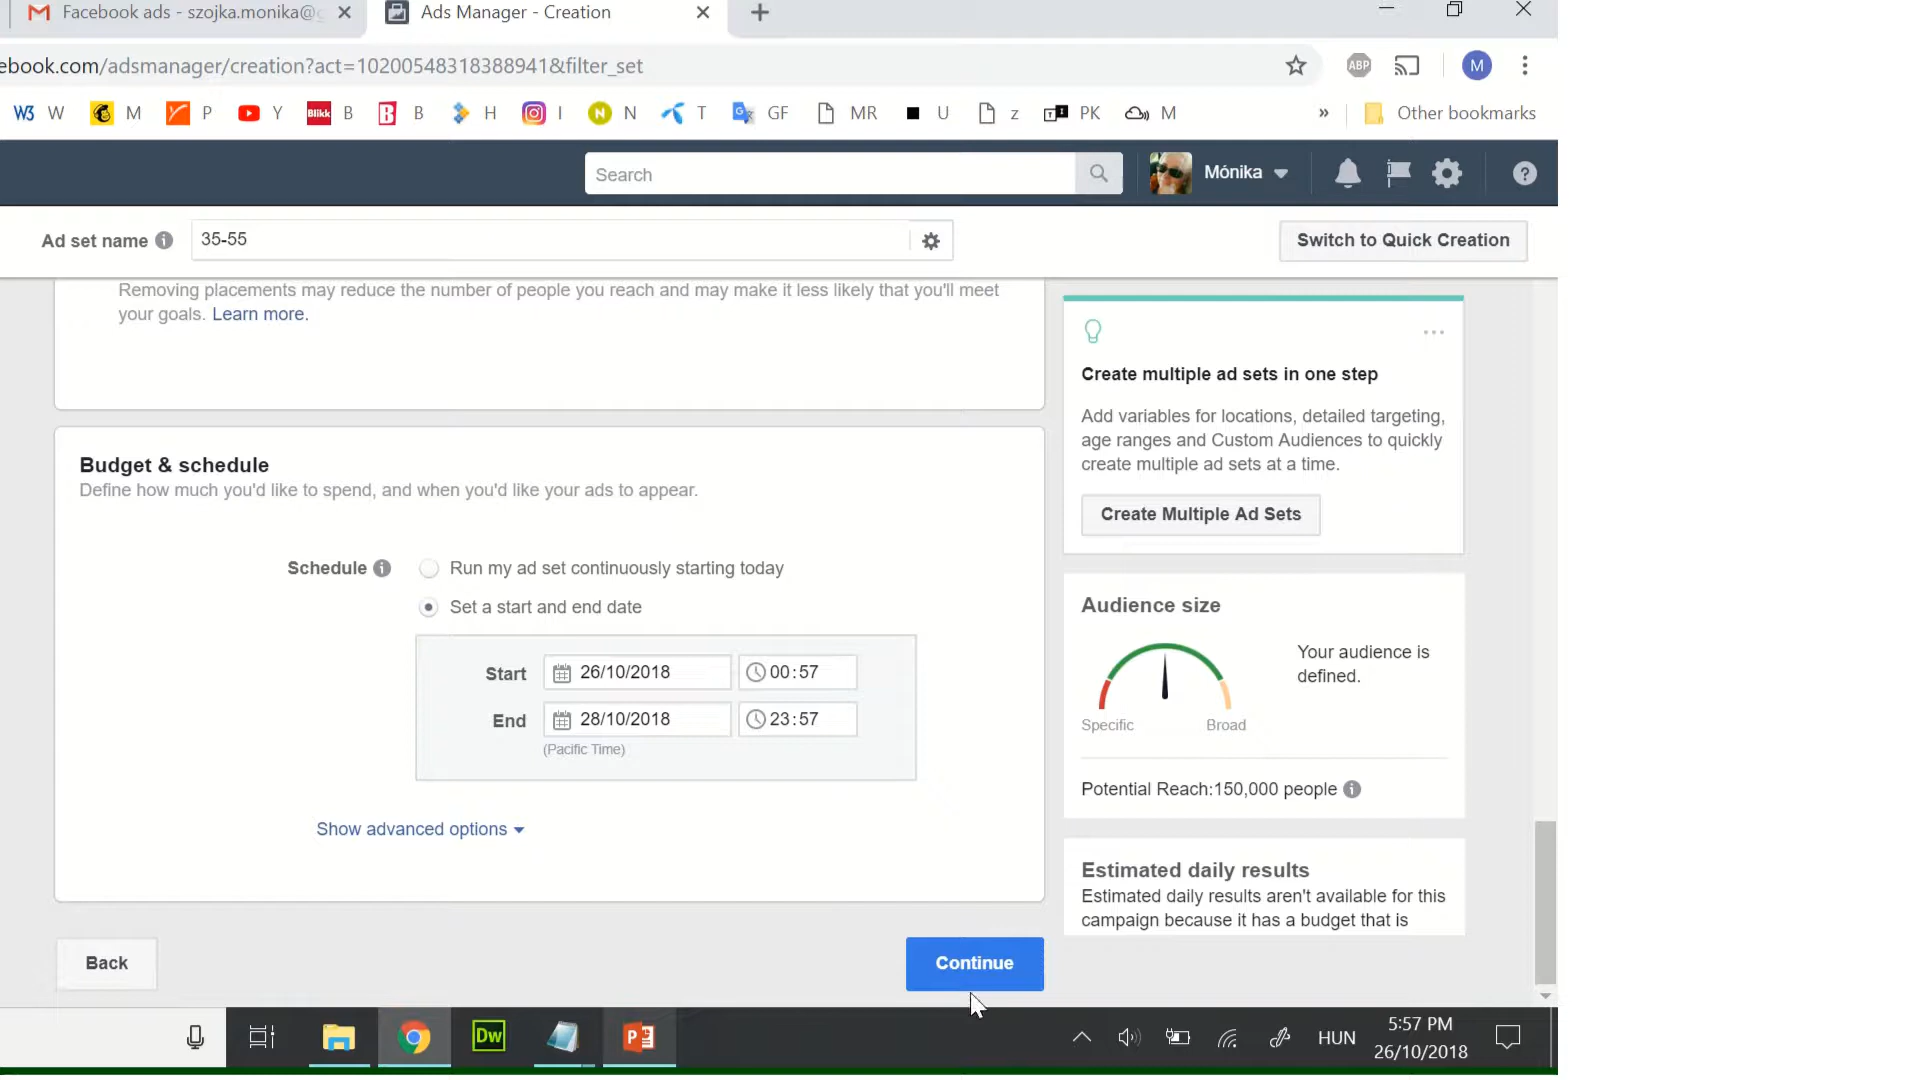 Facebook ads - szojka.monika@
Ads Manager - Creation
ebook.com/adsmanager/creation?act=10200548318388941&filter_set
ABP
M
W3 W M P Y Blikk B B H I N N T GF MR U z PK M » Other bookmarks
Search
Mónika
Ad set name
35-55
Switch to Quick Creation
Removing placements may reduce the number of people you reach and may make it less likely that you'll meet
your goals. Learn more.
Budget & schedule
Define how much you'd like to spend, and when you'd like your ads to appear.
Schedule
Run my ad set continuously starting today
Set a start and end date
Start 26/10/2018 00:57
End 28/10/2018 23:57
(Pacific Time)
Show advanced options
Back
Continue
Create multiple ad sets in one step
Add variables for locations, detailed targeting,
age ranges and Custom Audiences to quickly
create multiple ad sets at a time.
Create Multiple Ad Sets
Audience size
Your audience is
defined.
Specific Broad
Potential Reach:150,000 people
Estimated daily results
Estimated daily results aren't available for this
campaign because it has a budget that is
Dw
HUN
5:57 PM
26/10/2018